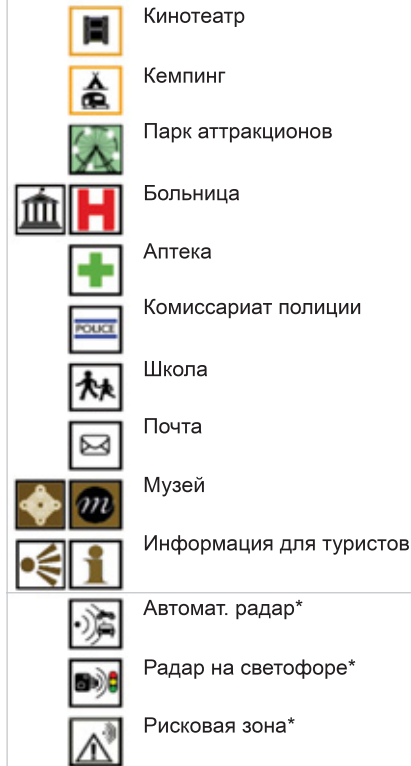 Кинотеатр
Кемпинг
Парк аттракционов
H Больница
Аптека
POLICE Комиссариат полиции
Школа
Почта
m Музей
i Информация для туристов
Автомат. радар*
Радар на светофоре*
Рисковая зона*